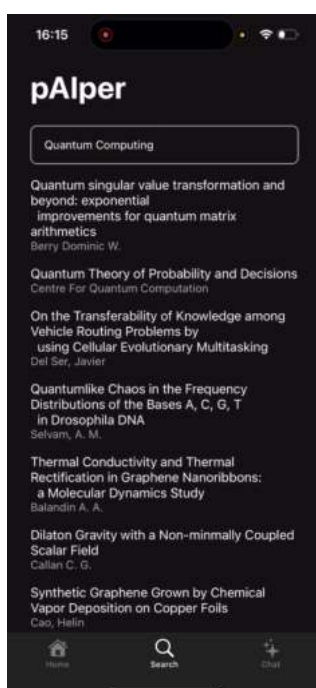 16:15
pAIper
Quantum Computing
Quantum singular value transformation and
beyond: exponential
improvements for quantum matrix
arithmetics
Berry Dominic W.
Quantum Theory of Probability and Decisions
Centre For Quantum Computation
On the Transferability of Knowledge among
Vehicle Routing Problems by
using Cellular Evolutionary Multitasking
Del Ser, Javier
Quantumlike Chaos in the Frequency
Distributions of the Bases A, C, G, T
in Drosophila DNA
Selvam, A. M.
Thermal Conductivity and Thermal
Rectification in Graphene Nanoribbons:
a Molecular Dynamics Study
Balandin A. A.
Dilaton Gravity with a Non-minmally Coupled
Scalar Field
Callan C. G.
Synthetic Graphene Grown by Chemical
Vapor Deposition on Copper Foils
Cao, Helin
Home
Search
Chat